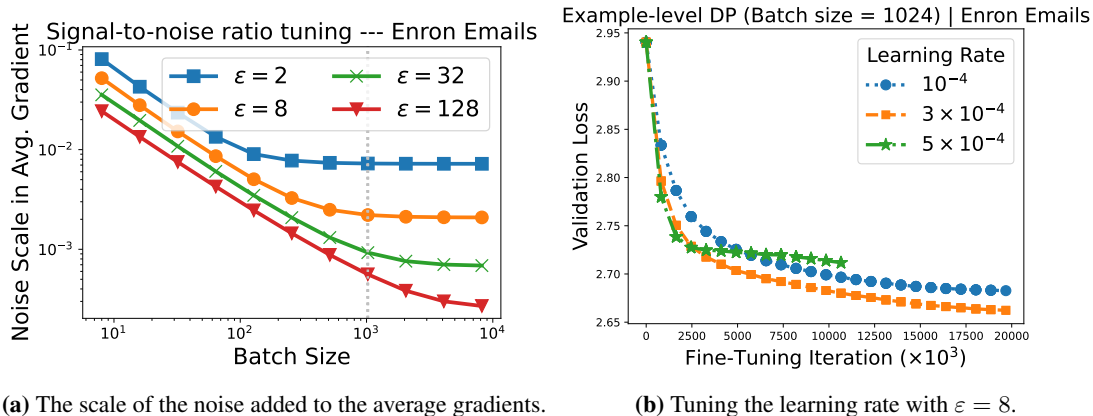 Signal-to-noise ratio tuning --- Enron Emails
Noise Scale in Avg. Gradient
10⁻¹
10⁻²
10⁻³
ε = 2
ε = 8
ε = 32
ε = 128
10¹
10²
10³
10⁴
Batch Size
(a) The scale of the noise added to the average gradients.
Example-level DP (Batch size = 1024) | Enron Emails
Validation Loss
2.95
2.90
2.85
2.80
2.75
2.70
2.65
Learning Rate
10⁻⁴
3 × 10⁻⁴
5 × 10⁻⁴
0 2500 5000 7500 10000 12500 15000 17500 20000
Fine-Tuning Iteration (×10³)
(b) Tuning the learning rate with ε = 8.